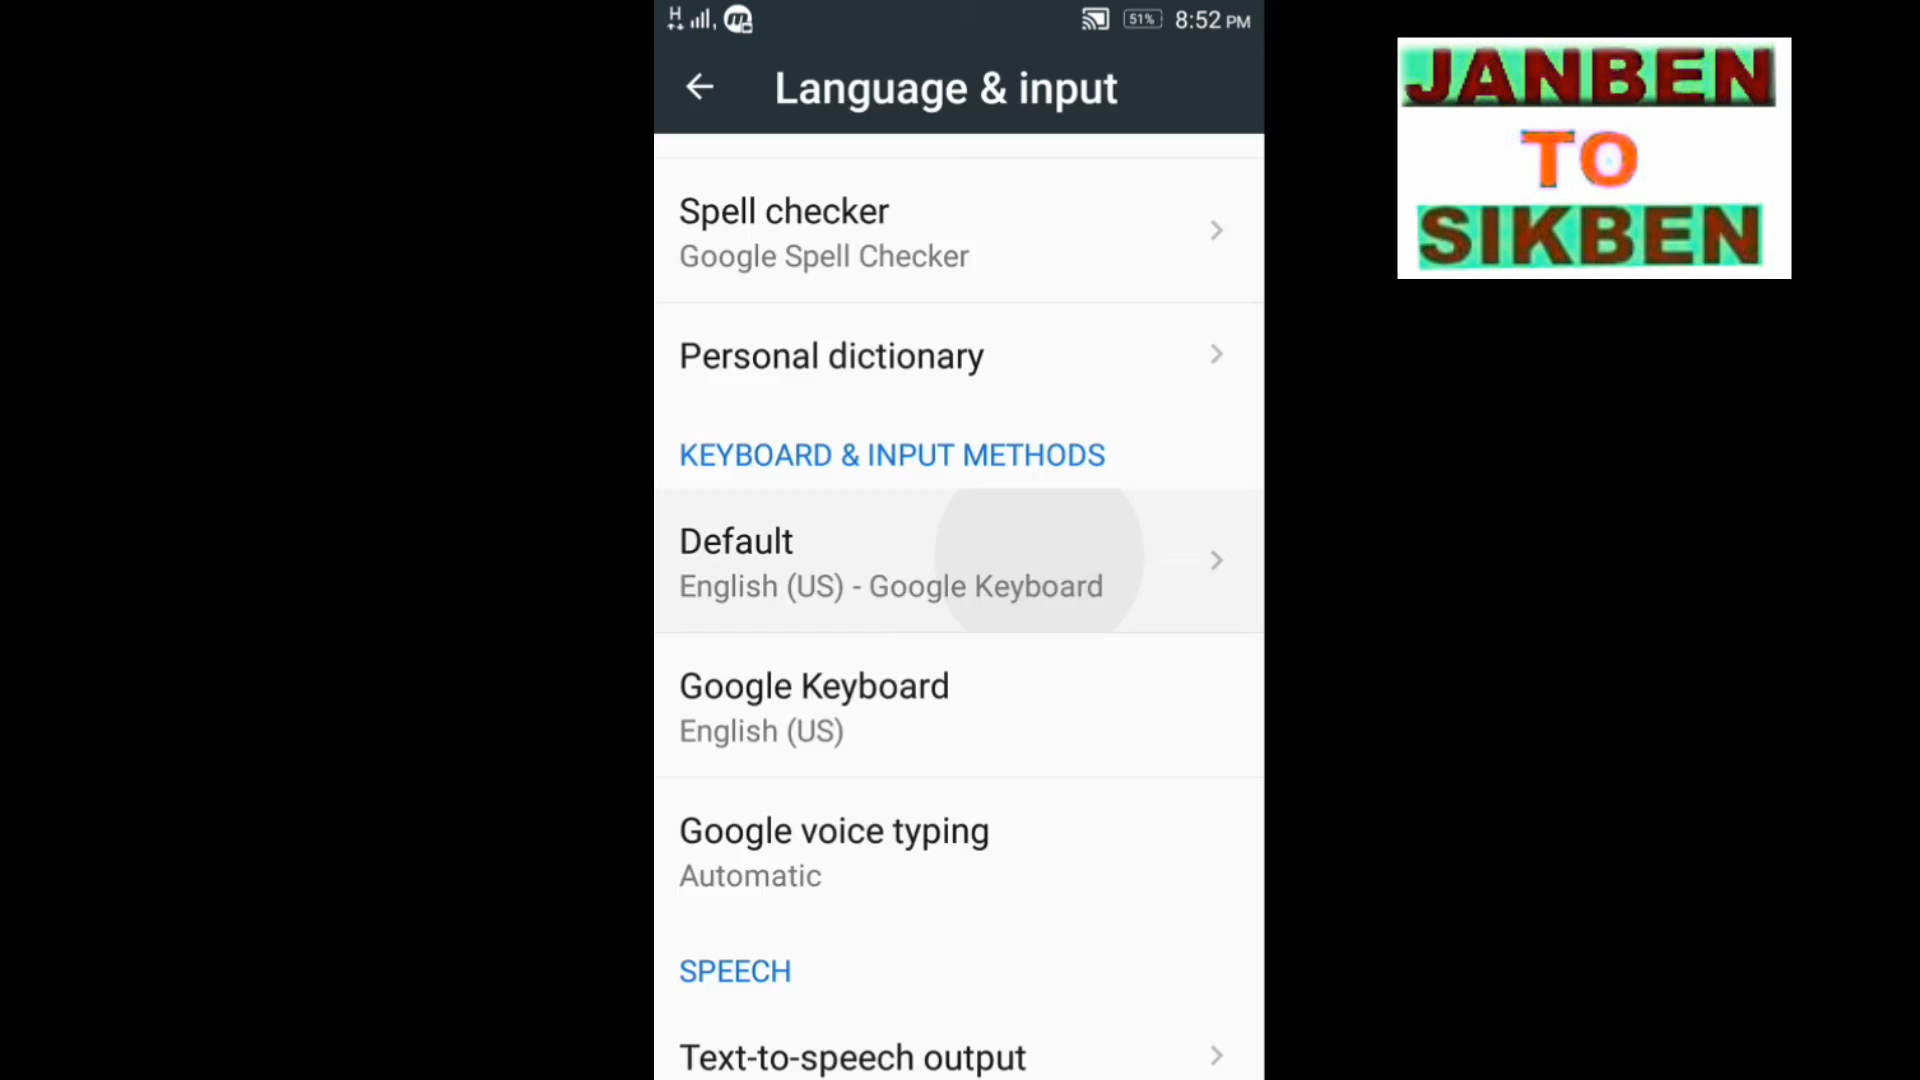 H 51% 8:52 PM
Language & input
Spell checker
Google Spell Checker
Personal dictionary
KEYBOARD & INPUT METHODS
Default
English (US) - Google Keyboard
Google Keyboard
English (US)
Google voice typing
Automatic
SPEECH
Text-to-speech output
JANBEN
TO
SIKBEN